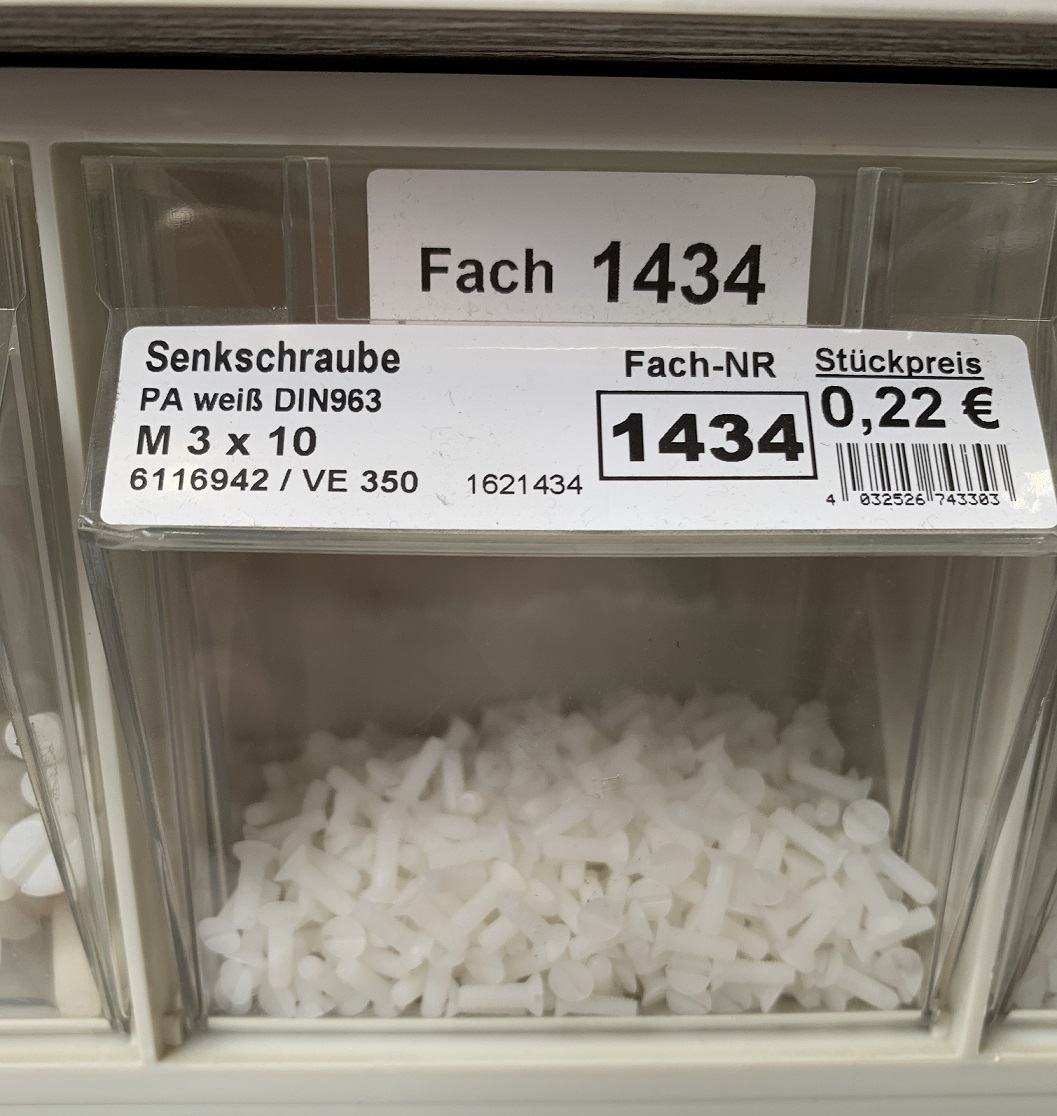 Fach 1434
Senkschraube
PA weiß DIN963
M 3 x 10
6116942 / VE 350 1621434
Fach-NR
1434
Stückpreis
0,22 €
4 032526 743303